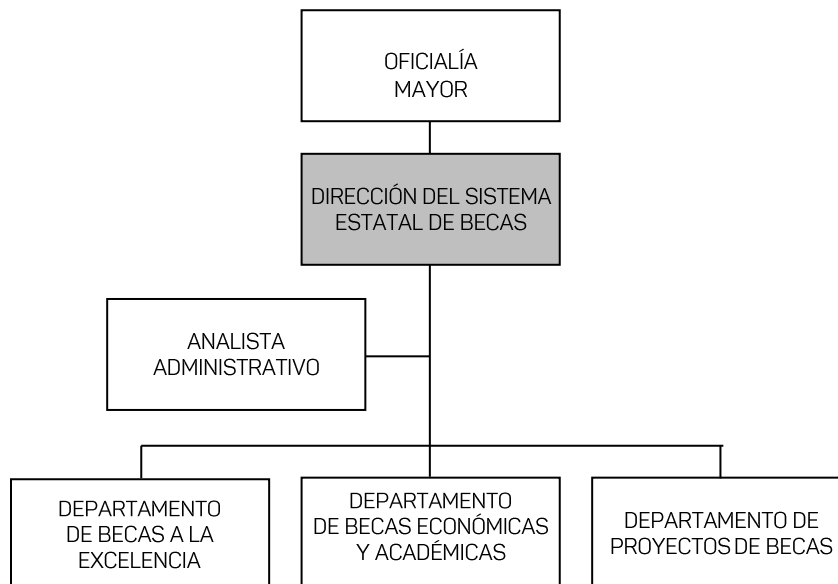 OFICIALÍA
MAYOR
DIRECCIÓN DEL SISTEMA
ESTATAL DE BECAS
ANALISTA
ADMINISTRATIVO
DEPARTAMENTO
DE BECAS A LA
EXCELENCIA
DEPARTAMENTO
DE BECAS ECONÓMICAS
Y ACADÉMICAS
DEPARTAMENTO DE
PROYECTOS DE BECAS